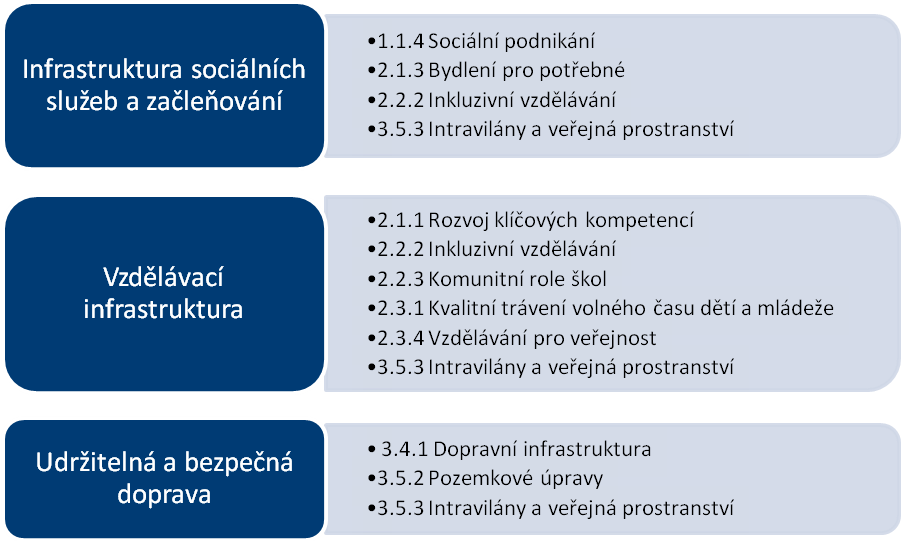 Infrastruktura sociálních
služeb a začleňování
•1.1.4 Sociální podnikání
•2.1.3 Bydlení pro potřebné
•2.2.2 Inkluzivní vzdělávání
•3.5.3 Intravilány a veřejná prostranství
Vzdělávací
infrastruktura
•2.1.1 Rozvoj klíčových kompetencí
•2.2.2 Inkluzivní vzdělávání
•2.2.3 Komunitní role škol
•2.3.1 Kvalitní trávení volného času dětí a mládeže
•2.3.4 Vzdělávání pro veřejnost
•3.5.3 Intravilány a veřejná prostranství
Udržitelná a bezpečná
doprava
• 3.4.1 Dopravní infrastruktura
•3.5.2 Pozemkové úpravy
•3.5.3 Intravilány a veřejná prostranství